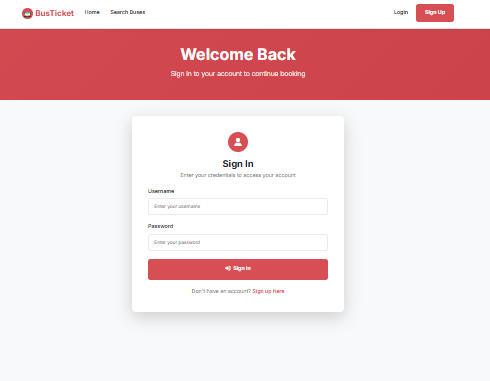 BusTicket Home Search Buses Login Sign Up
Welcome Back
Sign in to your account to continue booking
Sign In
Enter your credentials to access your account
Username
Enter your username
Password
Enter your password
Sign In
Don't have an account? Sign up here